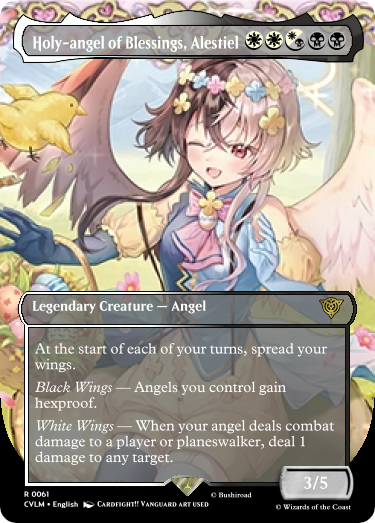 Holy-angel of Blessings, Alestiel
Legendary Creature — Angel
At the start of each of your turns, spread your
wings.
Black Wings — Angels you control gain
hexproof.
White Wings — When your angel deals combat
damage to a player or planeswalker, deal 1
damage to any target.
3/5
R 0061
CVLM • English CARDFIGHT!! VANGUARD ART USED
© Bushiroad
© Wizards of the Coast